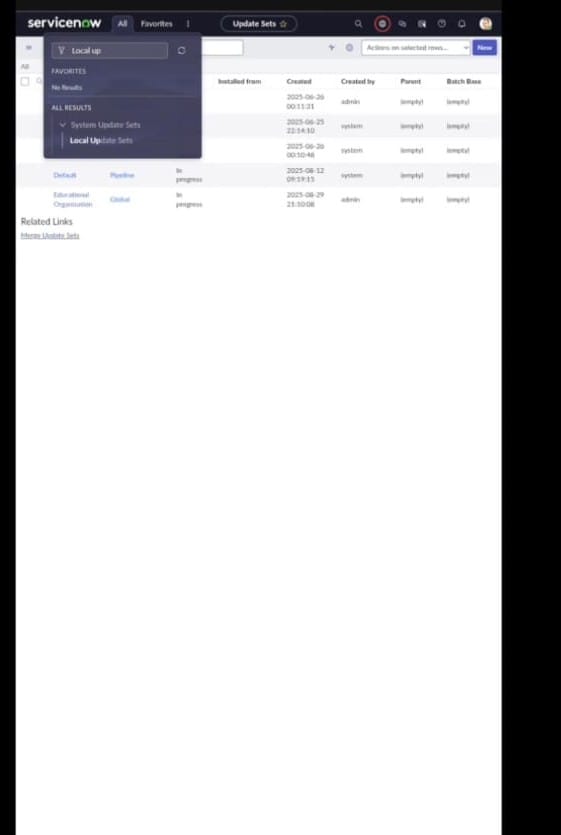 servicenow All Favorites Update Sets
Local up Actions on selected rows... New
All
FAVORITES
No Results
ALL RESULTS
System Update Sets
Local Update Sets
Installed from Created Created by Parent Batch Base
2025-06-26 00:11:31 admin (empty) (empty)
2025-06-25 22:14:10 system (empty) (empty)
2025-06-26 00:50:48 system (empty) (empty)
Default Pipeline In progress 2025-08-12 09:59:15 system (empty) (empty)
Educational Organisation Global In progress 2025-08-29 21:10:08 admin (empty) (empty)
Related Links
Merge Update Sets